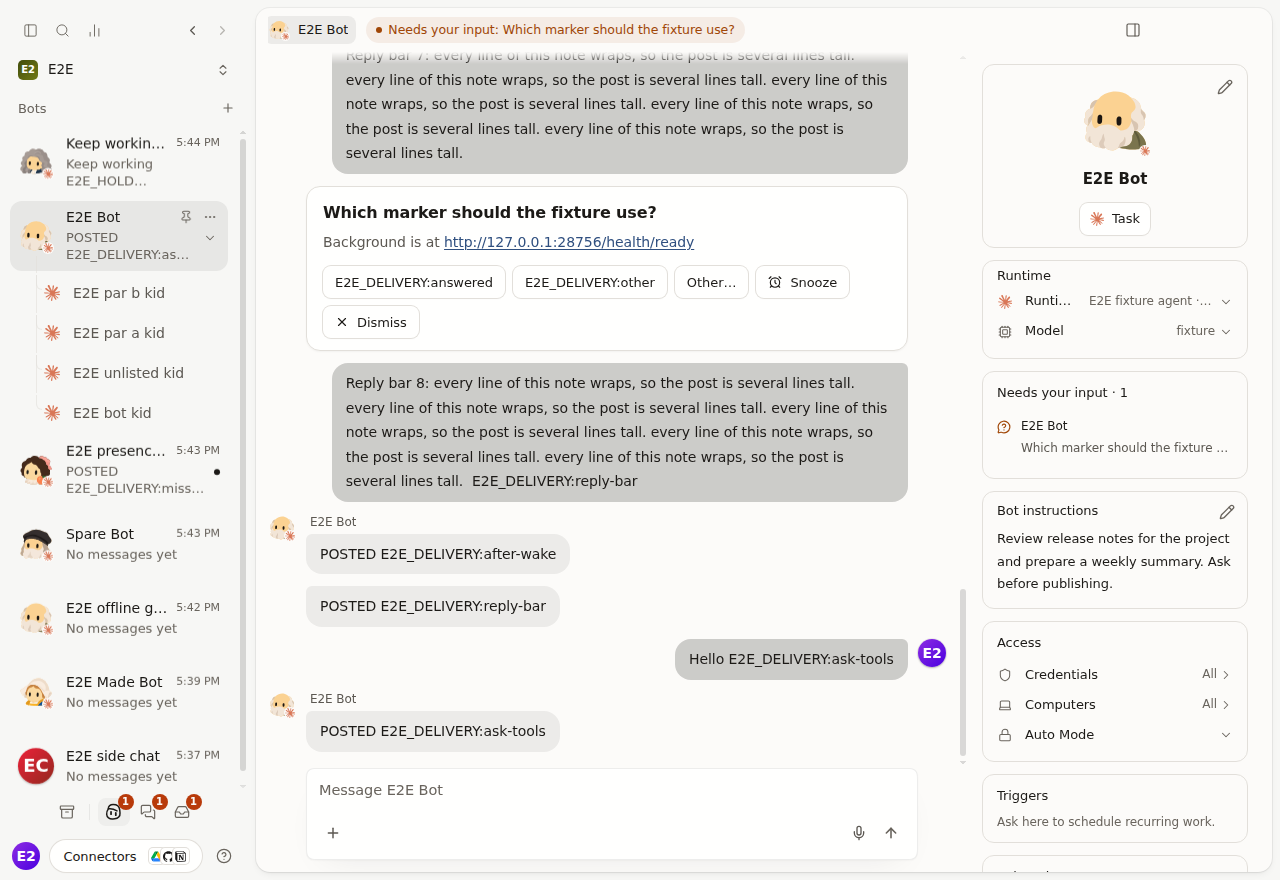 E2 E2E
Bots
Keep workin... 5:44 PM
Keep working
E2E_HOLD...
E2E Bot
POSTED
E2E_DELIVERY:as...
E2E par b kid
E2E par a kid
E2E unlisted kid
E2E bot kid
E2E presenc... 5:43 PM
POSTED
E2E_DELIVERY:miss...
Spare Bot 5:43 PM
No messages yet
E2E offline g... 5:42 PM
No messages yet
E2E Made Bot 5:39 PM
No messages yet
EC E2E side chat 5:37 PM
No messages yet
1 1 1
E2 Connectors
E2E Bot Needs your input: Which marker should the fixture use?
Reply bar 7: every line of this note wraps, so the post is several lines tall.
every line of this note wraps, so the post is several lines tall. every line of this
note wraps, so the post is several lines tall. every line of this note wraps, so
the post is several lines tall. every line of this note wraps, so the post is
several lines tall.
Which marker should the fixture use?
Background is at http://127.0.0.1:28756/health/ready
E2E_DELIVERY:answered E2E_DELIVERY:other Other... Snooze
Dismiss
Reply bar 8: every line of this note wraps, so the post is several lines tall.
every line of this note wraps, so the post is several lines tall. every line of this
note wraps, so the post is several lines tall. every line of this note wraps, so
the post is several lines tall. every line of this note wraps, so the post is
several lines tall. E2E_DELIVERY:reply-bar
E2E Bot
POSTED E2E_DELIVERY:after-wake
POSTED E2E_DELIVERY:reply-bar
Hello E2E_DELIVERY:ask-tools E2
E2E Bot
POSTED E2E_DELIVERY:ask-tools
Message E2E Bot
E2E Bot
Task
Runtime
Runti... E2E fixture agent ·...
Model fixture
Needs your input · 1
E2E Bot
Which marker should the fixture ...
Bot instructions
Review release notes for the project
and prepare a weekly summary. Ask
before publishing.
Access
Credentials All
Computers All
Auto Mode
Triggers
Ask here to schedule recurring work.